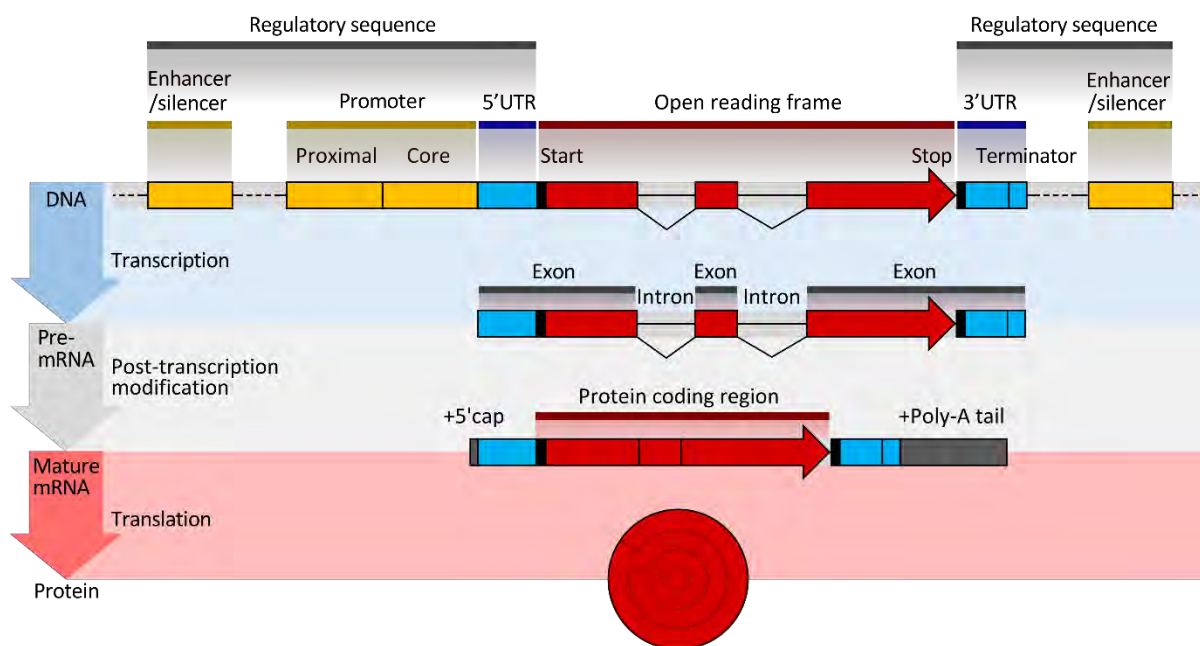 Regulatory sequence
Regulatory sequence
Enhancer
/silencer
Promoter
5’UTR
Open reading frame
3’UTR
Enhancer
/silencer
Proximal
Core
Start
Stop
Terminator
DNA
Transcription
Exon
Exon
Exon
Intron
Intron
Pre-
mRNA
Post-transcription
modification
Protein coding region
+5'cap
+Poly-A tail
Mature
mRNA
Translation
Protein